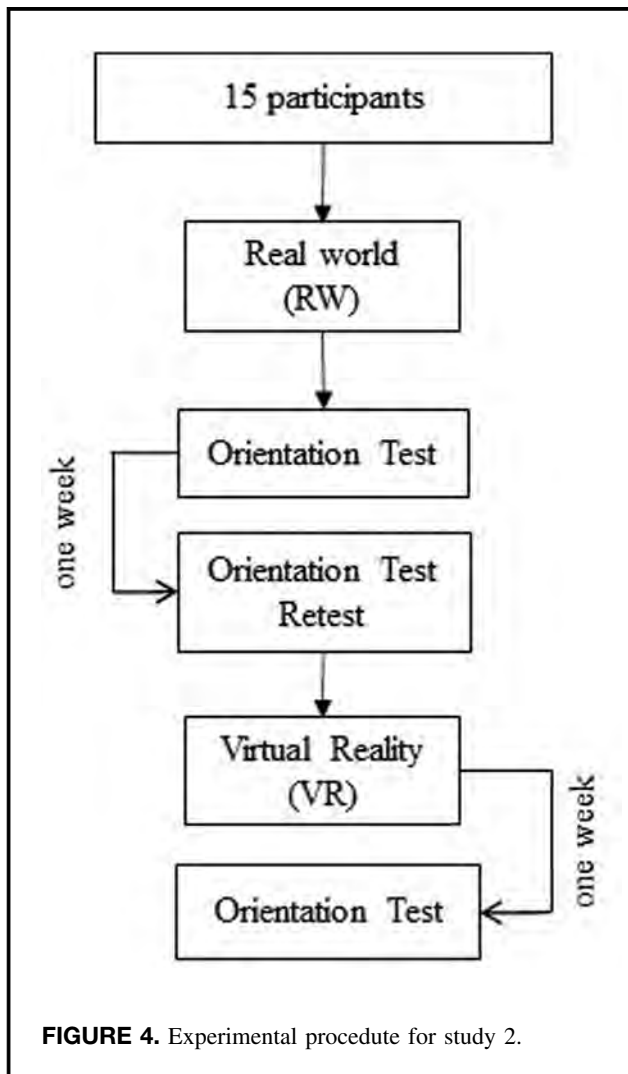 15 participants
Real world
(RW)
Orientation Test
one week
Orientation Test
Retest
Virtual Reality
(VR)
one week
Orientation Test
FIGURE 4. Experimental procedute for study 2.